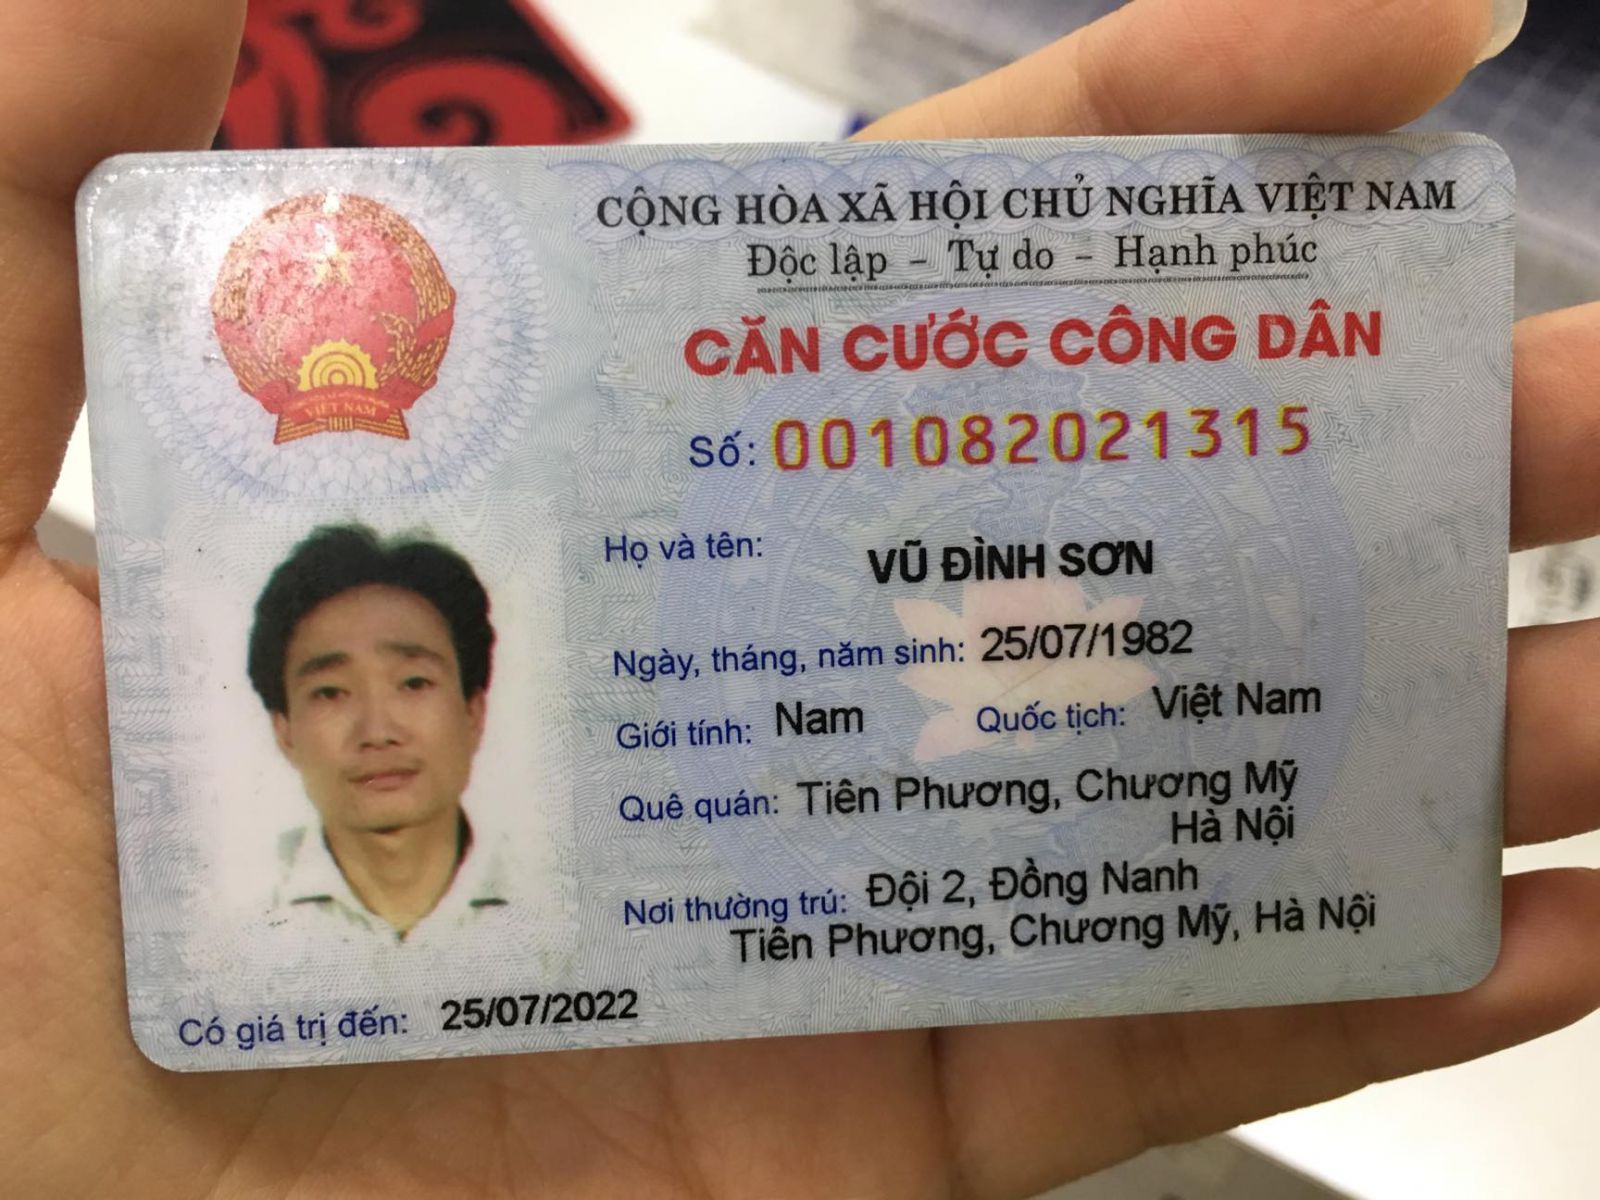 CỘNG HÒA XÃ HỘI CHỦ NGHĨA VIỆT NAM
Độc lập - Tự do - Hạnh phúc
CĂN CƯỚC CÔNG DÂN
Số: 001082021315
VIỆT NAM
Họ và tên: VŨ ĐÌNH SƠN
Ngày, tháng, năm sinh: 25/07/1982
Giới tính: Nam Quốc tịch: Việt Nam
Quê quán: Tiên Phương, Chương Mỹ
Hà Nội
Nơi thường trú: Đội 2, Đồng Nanh
Tiên Phương, Chương Mỹ, Hà Nội
Có giá trị đến: 25/07/2022